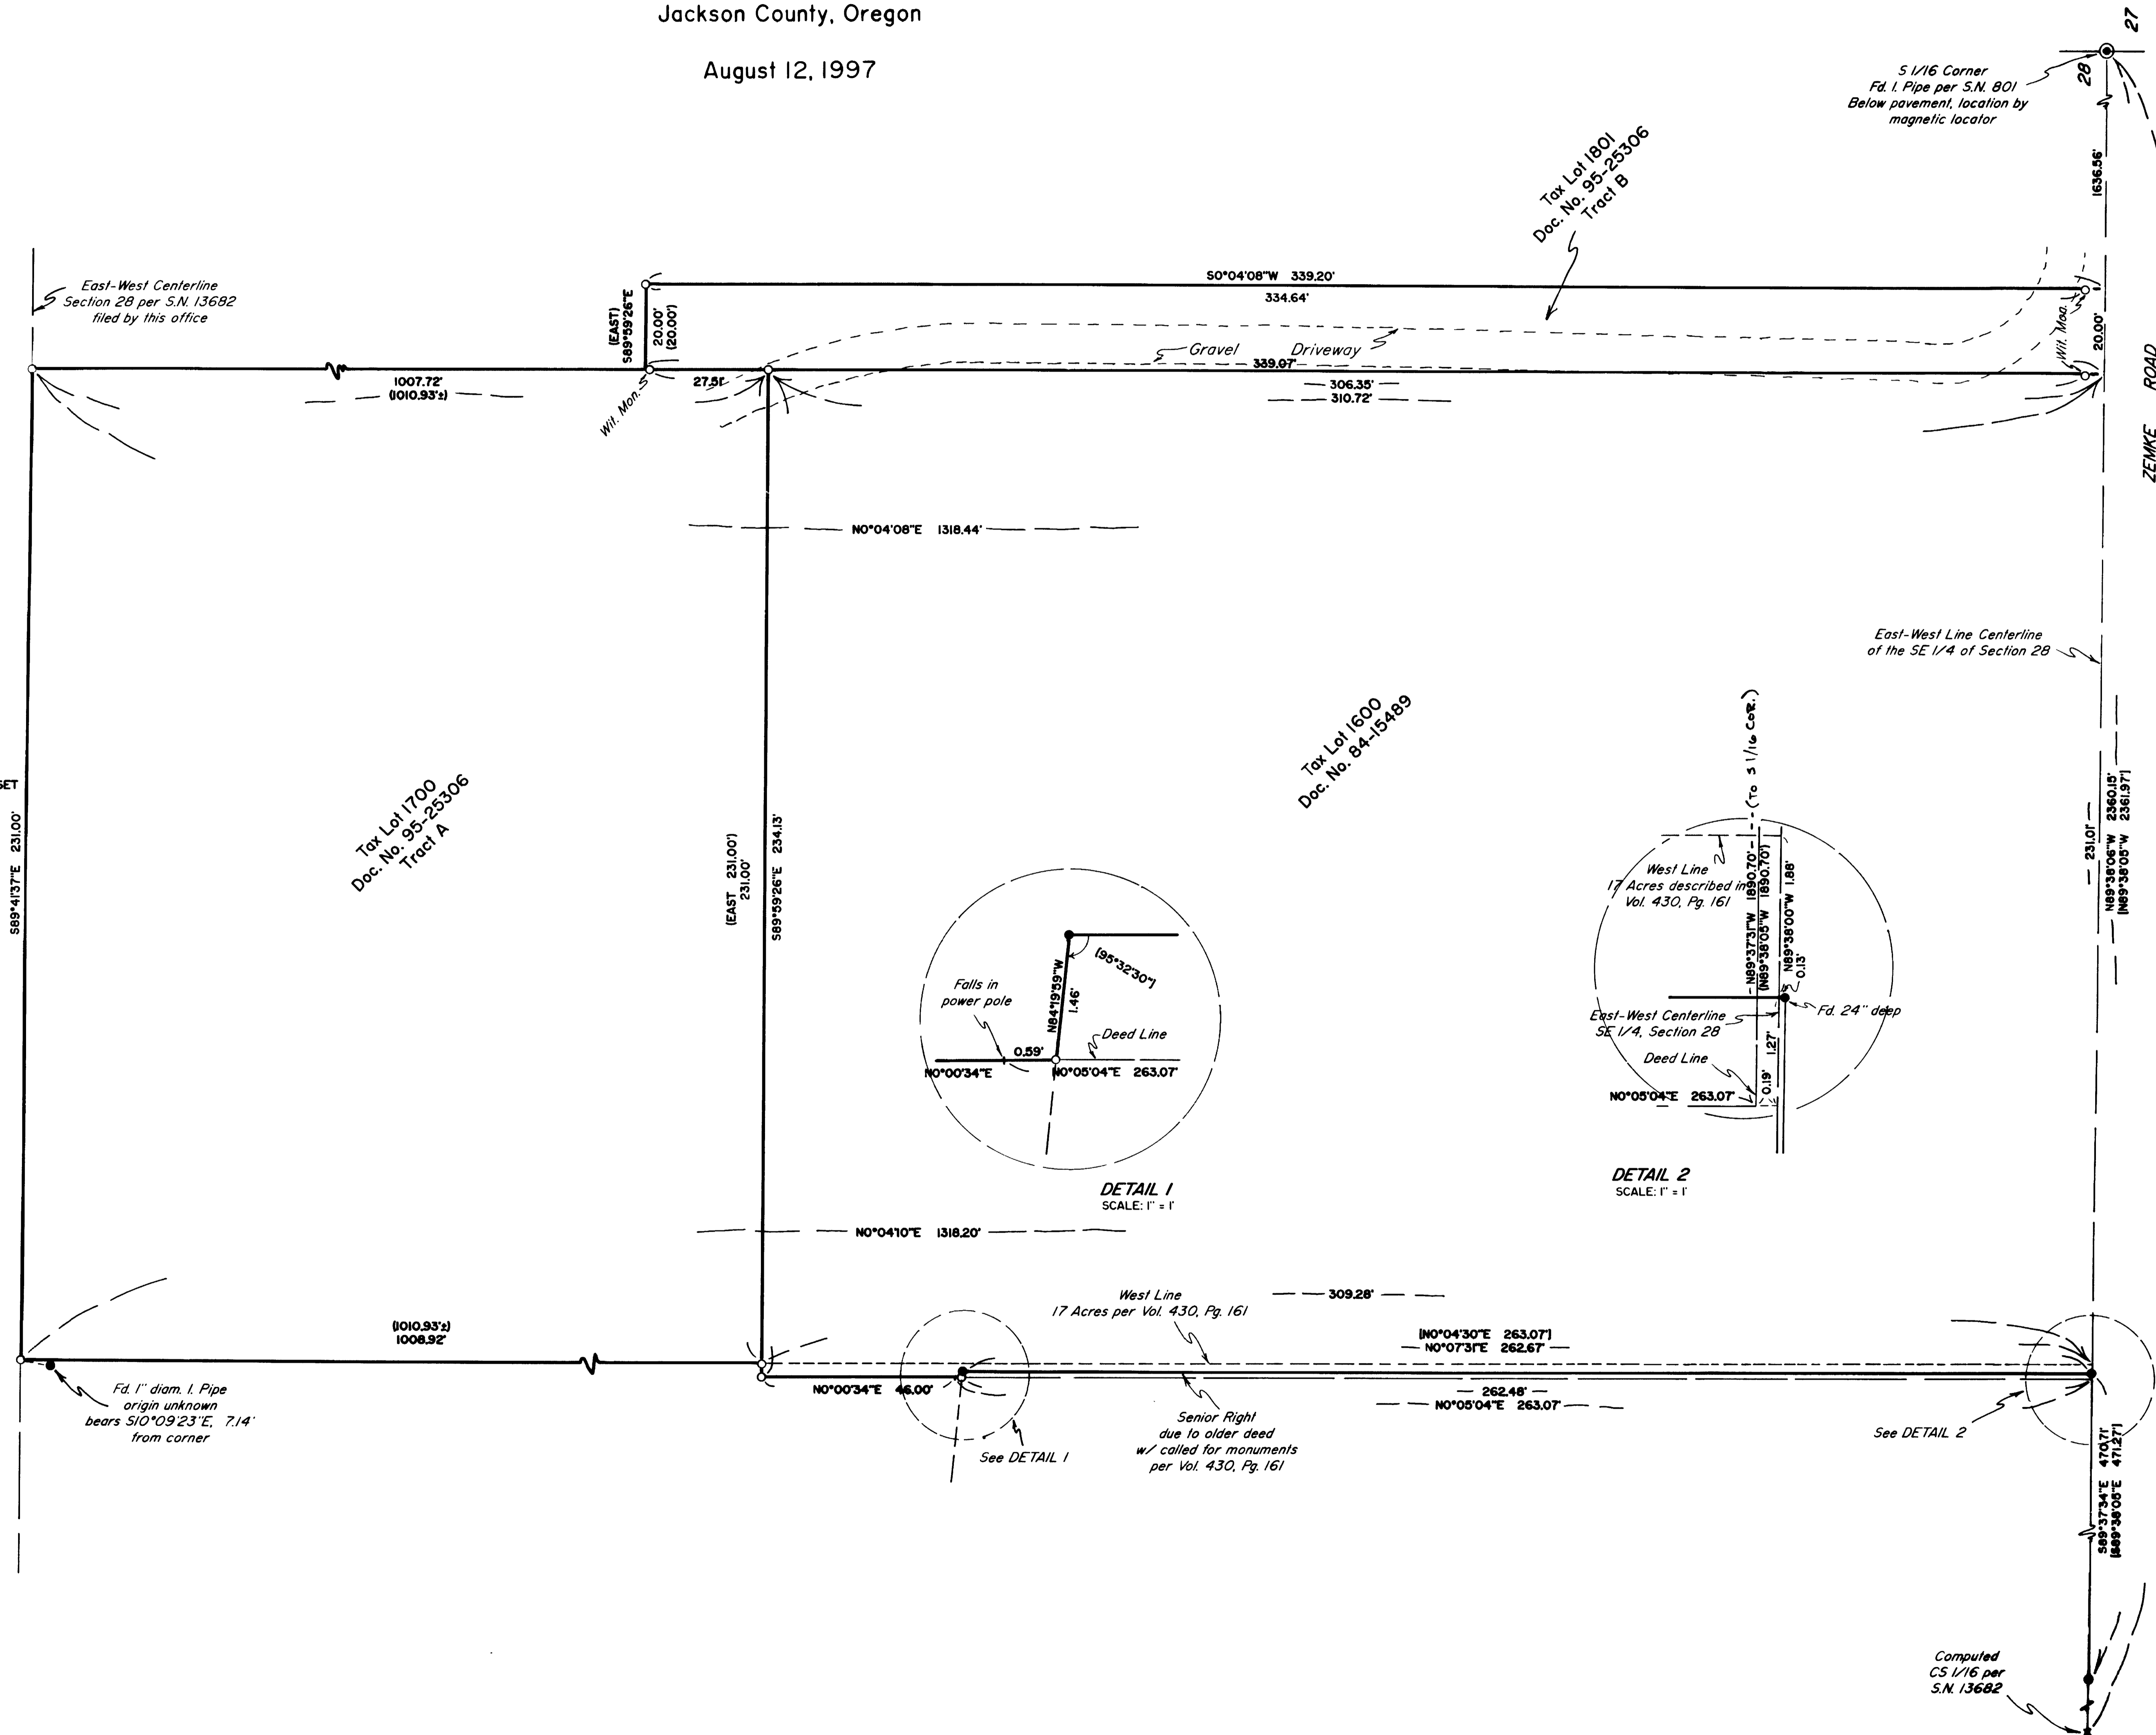 Jackson County, Oregon
August 12, 1997
27
28
S 1/16 Corner
Fd. I. Pipe per S.N. 801
Below pavement, location by
magnetic locator
1636.56'
ZEMKE ROAD
Tax Lot 1801
Doc. No. 95-25306
Tract B
East-West Centerline
Section 28 per S.N. 13682
filed by this office
(EAST)
S89°59'26"E
20.00'
(20.00')
S0°04'08"W 339.20'
334.64'
Wit. Mon.
20.00'
Gravel Driveway
339.07'
306.35'
310.72'
1007.72'
(1010.93'±)
Wit. Mon.
27.51'
N0°04'08"E 1318.44'
East-West Line Centerline
of the SE 1/4 of Section 28
Tax Lot 1600
Doc. No. 84-15489
Tax Lot 1700
Doc. No. 95-25306
Tract A
SET
S89°41'37"E 231.00'
(EAST 231.00')
231.00'
S89°59'26"E 234.13'
231.01'
N89°38'06"W 2360.15'
[N89°38'05"W 2361.97']
Falls in
power pole
N84°19'59"W
1.46'
[95°32'30"]
Deed Line
0.59'
N0°00'34"E
N0°05'04"E 263.07'
DETAIL 1
SCALE: 1" = 1'
(TO S 1/16 COR.)
West Line
17 Acres described in
Vol. 430, Pg. 161
N89°37'31"W 1890.70'
(N89°38'05"W 1890.70')
N89°38'00"W 1.88'
0.13'
Fd. 24" deep
East-West Centerline
SE 1/4, Section 28
1.27'
Deed Line
0.19'
N0°05'04"E 263.07'
DETAIL 2
SCALE: 1" = 1'
N0°04'10"E 1318.20'
West Line
17 Acres per Vol. 430, Pg. 161
309.28'
(1010.93'±)
1008.92'
[N0°04'30"E 263.07']
N0°07'31"E 262.67'
Fd. 1" diam. I. Pipe
origin unknown
bears S10°09'23"E, 7.14'
from corner
N0°00'34"E 46.00'
262.48'
N0°05'04"E 263.07'
Senior Right
due to older deed
w/ called for monuments
per Vol. 430, Pg. 161
See DETAIL 1
See DETAIL 2
S89°37'34"E 470.71'
[S89°38'05"E 471.27']
Computed
CS 1/16 per
S.N. 13682